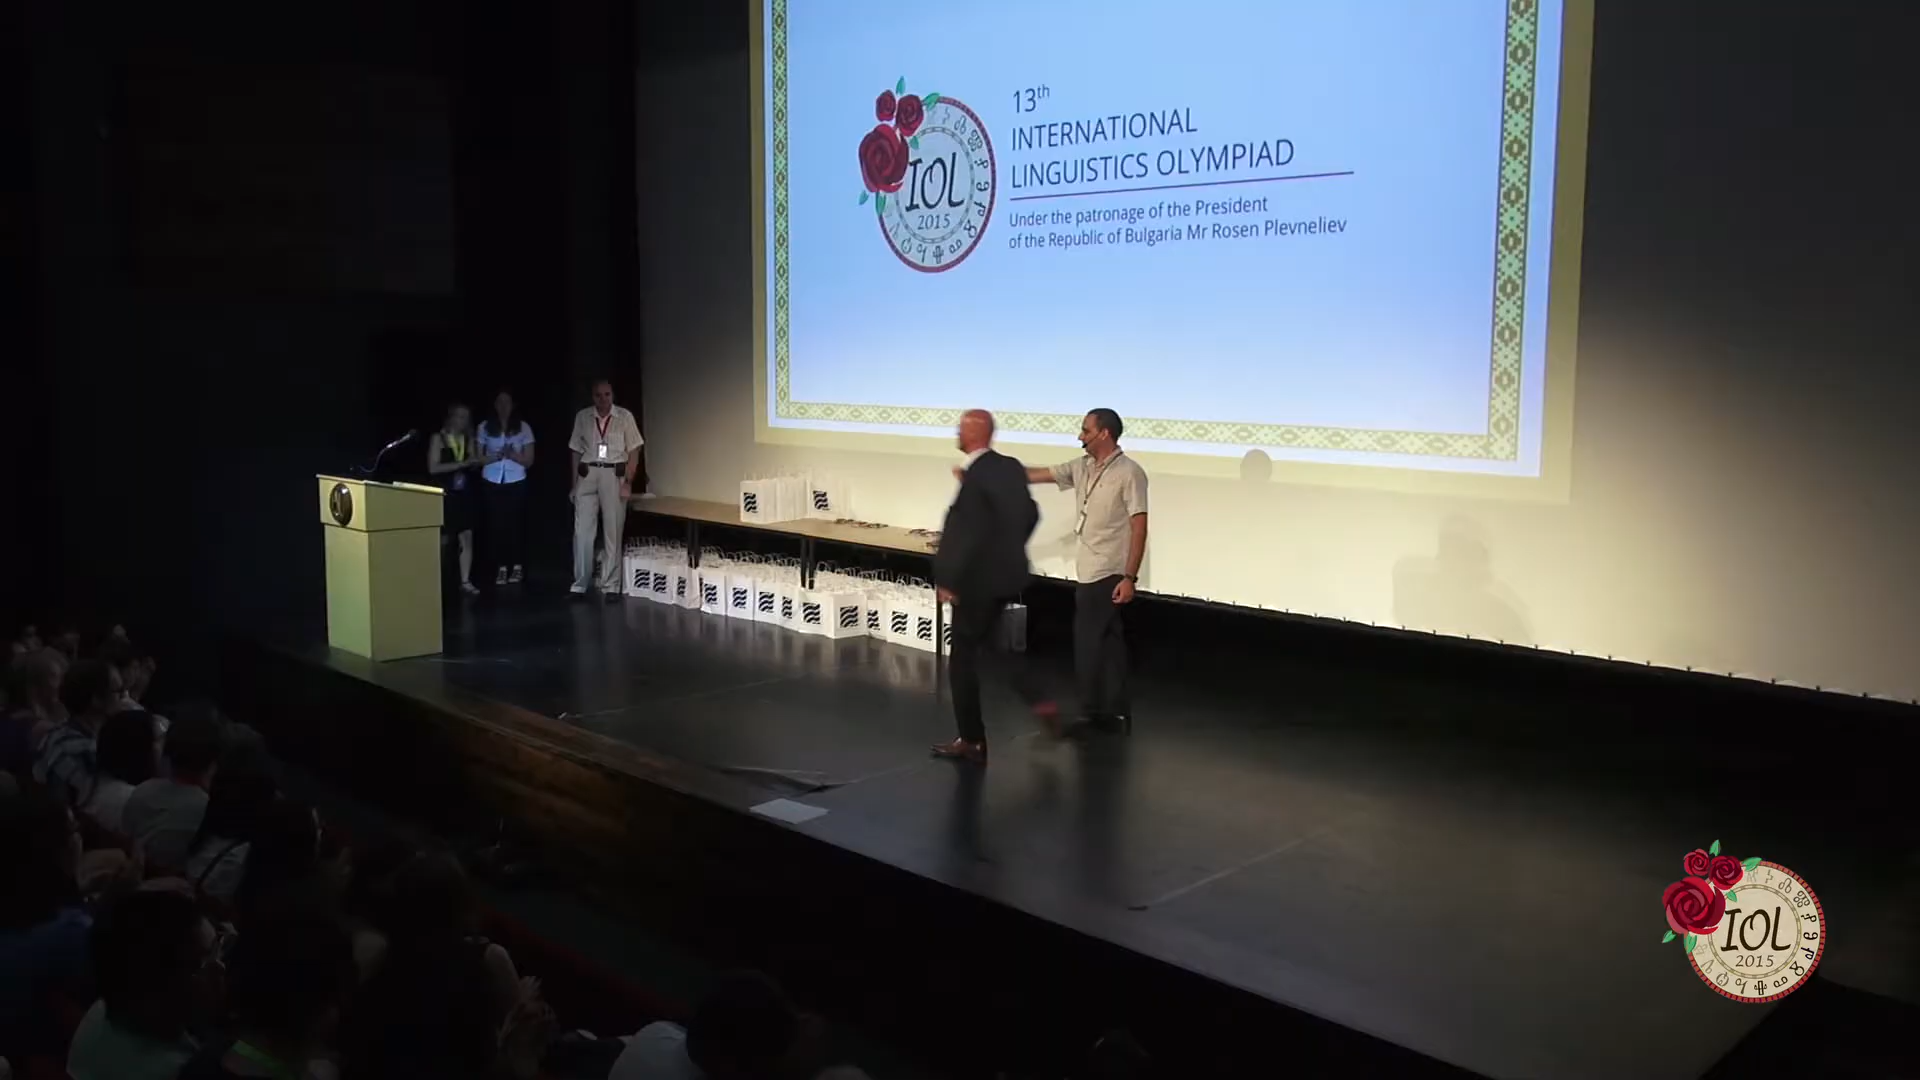 13th
INTERNATIONAL
LINGUISTICS OLYMPIAD
Under the patronage of the President
of the Republic of Bulgaria Mr Rosen Plevneliev
IOL
2015
IOL
2015